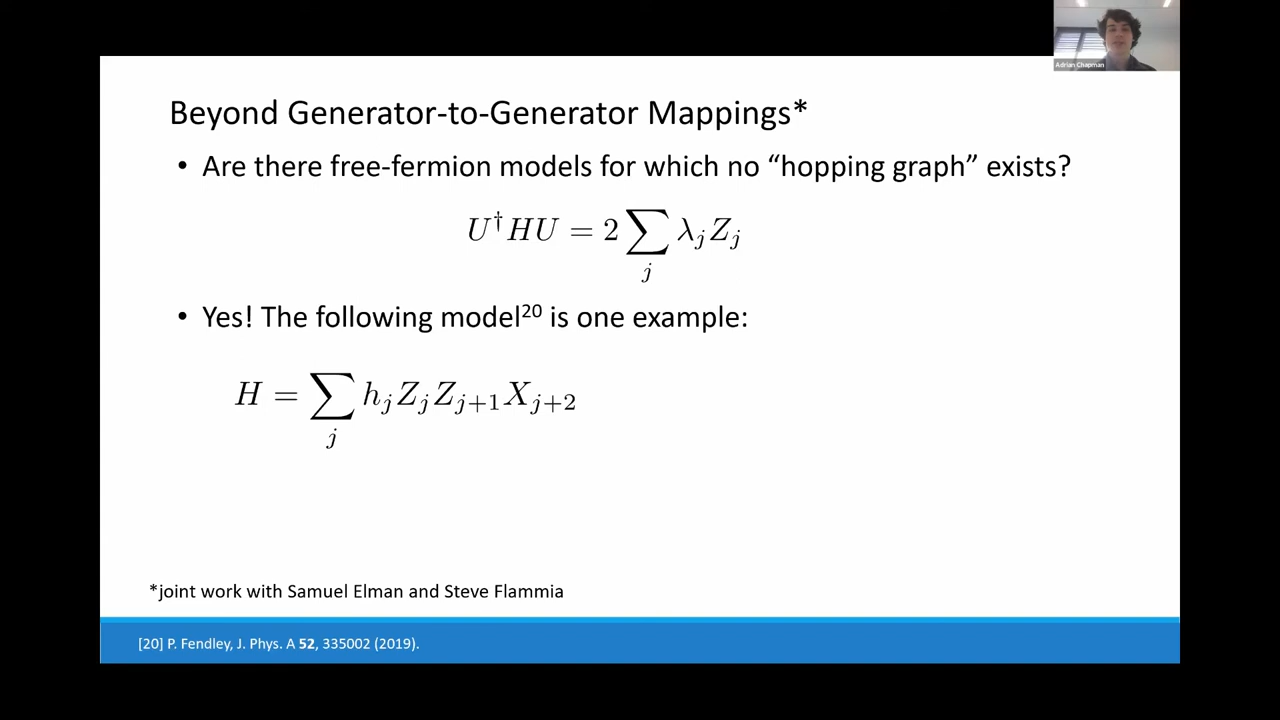 Adrian Chapman
Beyond Generator-to-Generator Mappings*
• Are there free-fermion models for which no “hopping graph” exists?
U†HU = 2∑_j λ_j Z_j
• Yes! The following model²⁰ is one example:
H = ∑_j h_j Z_j Z_{j+1} X_{j+2}
*joint work with Samuel Elman and Steve Flammia
[20] P. Fendley, J. Phys. A 52, 335002 (2019).